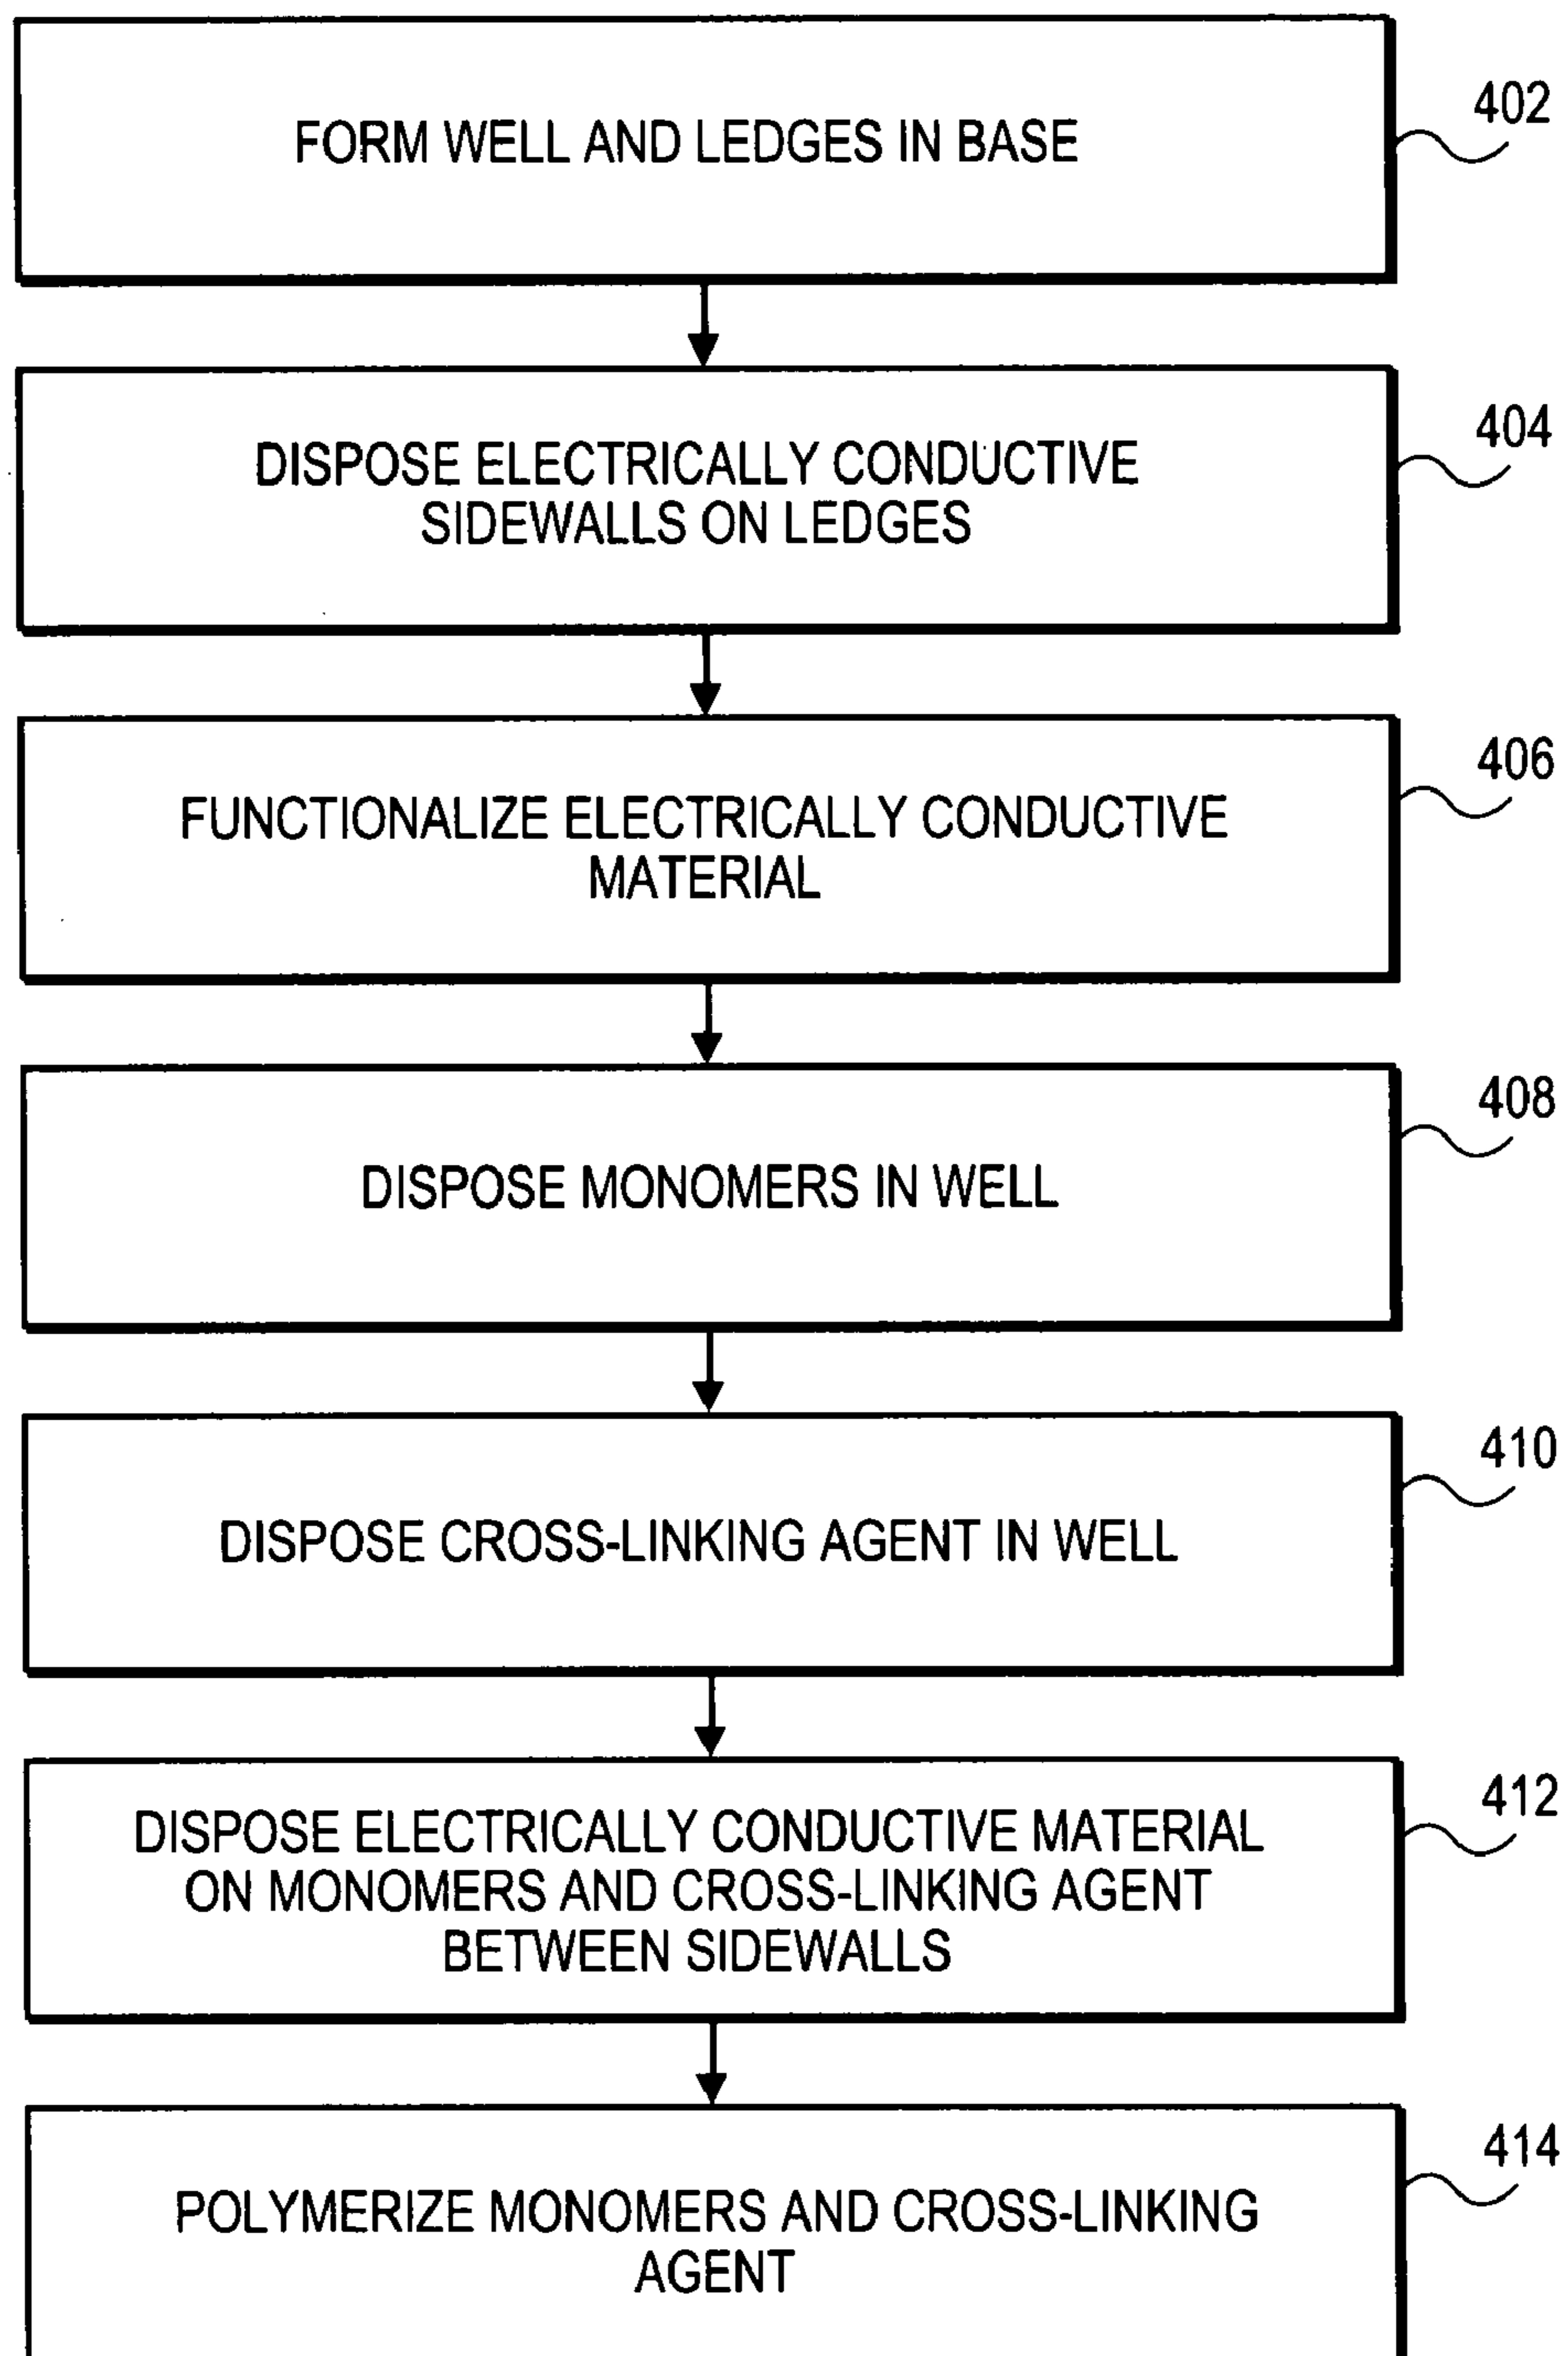 FORM WELL AND LEDGES IN BASE
402
DISPOSE ELECTRICALLY CONDUCTIVE
SIDEWALLS ON LEDGES
404
FUNCTIONALIZE ELECTRICALLY CONDUCTIVE
MATERIAL
406
DISPOSE MONOMERS IN WELL
408
DISPOSE CROSS-LINKING AGENT IN WELL
410
DISPOSE ELECTRICALLY CONDUCTIVE MATERIAL
ON MONOMERS AND CROSS-LINKING AGENT
BETWEEN SIDEWALLS
412
POLYMERIZE MONOMERS AND CROSS-LINKING
AGENT
414